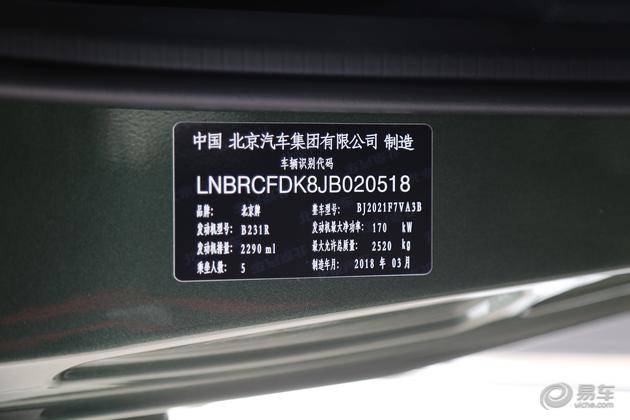 中国 北京汽车集团有限公司 制造
车辆识别代码
LNBRCFDK8JB020518
品牌： 北京牌 整车型号： BJ2021F7VA3B
发动机型号： B231R 发动机最大净功率： 170 kW
发动机排量： 2290 ml 最大允许总质量： 2520 kg
乘坐人数： 5 制造年月： 2018 年 03 月
易车
yiche.com